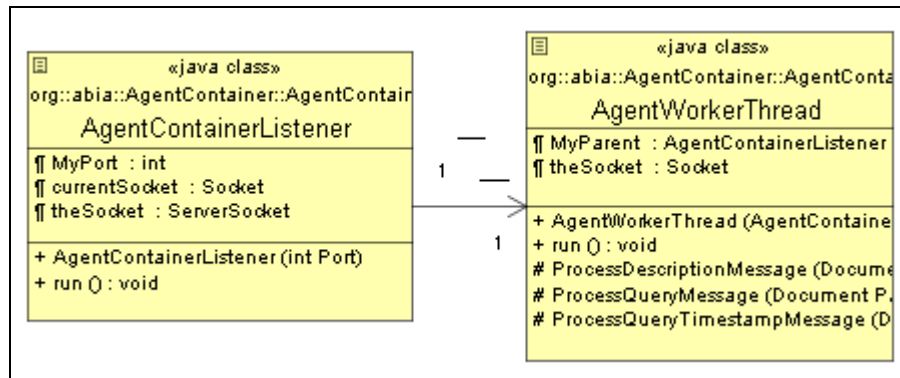 «java class»
org::abia::AgentContainer::AgentContain
AgentContainerListener
¶ MyPort : int
¶ currentSocket : Socket
¶ theSocket : ServerSocket
+ AgentContainerListener (int Port)
+ run () : void
1
1
«java class»
org::abia::AgentContainer::AgentConta
AgentWorkerThread
¶ MyParent : AgentContainerListener
¶ theSocket : Socket
+ AgentWorkerThread (AgentContaine
+ run () : void
# ProcessDescriptionMessage (Docume
# ProcessQueryMessage (Document P.
# ProcessQueryTimestampMessage (D